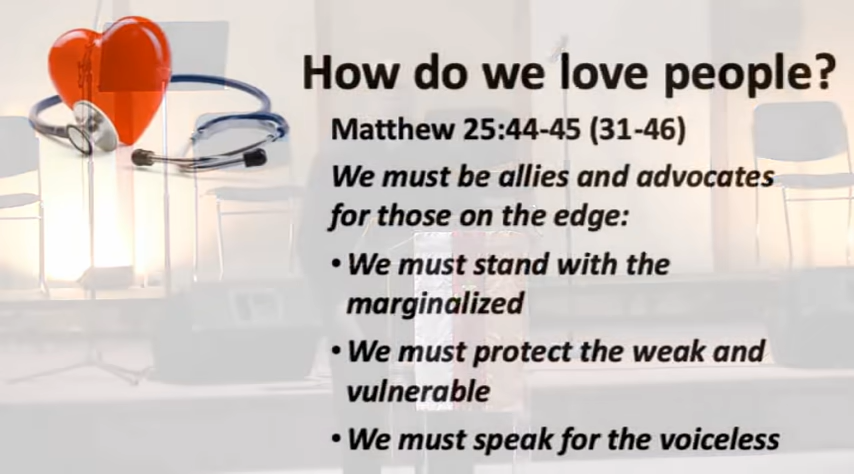 How do we love people?
Matthew 25:44-45 (31-46)
We must be allies and advocates
for those on the edge:
• We must stand with the
marginalized
• We must protect the weak and
vulnerable
• We must speak for the voiceless